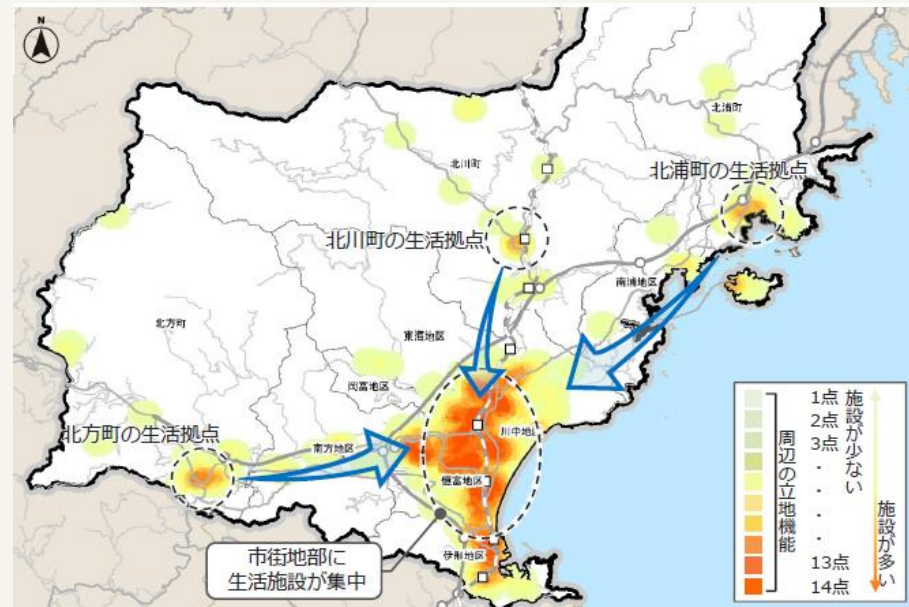 N
北浦町
北川町
北浦町の生活拠点
北川町の生活拠点
南浦地区
北方町
東海地区
岡富地区
北方町の生活拠点
南方地区
川中地区
恒富地区
市街地部に
生活施設が集中
伊形地区
周辺の立地機能
1点
2点
3点
・
・
・
・
13点
14点
施設が少ない
施設が多い